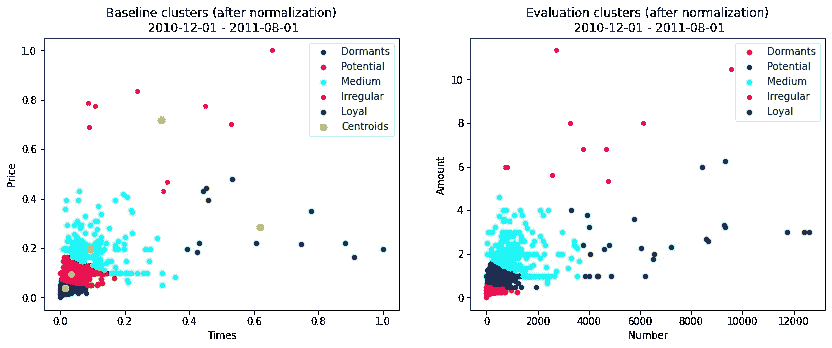 Baseline clusters (after normalization)
2010-12-01 - 2011-08-01
Price
1.0
0.8
0.6
0.4
0.2
0.0
0.0 0.2 0.4 0.6 0.8 1.0
Times
Dormants
Potential
Medium
Irregular
Loyal
Centroids
Evaluation clusters (after normalization)
2010-12-01 - 2011-08-01
Amount
10
8
6
4
2
0
0 2000 4000 6000 8000 10000 12000
Number
Dormants
Potential
Medium
Irregular
Loyal